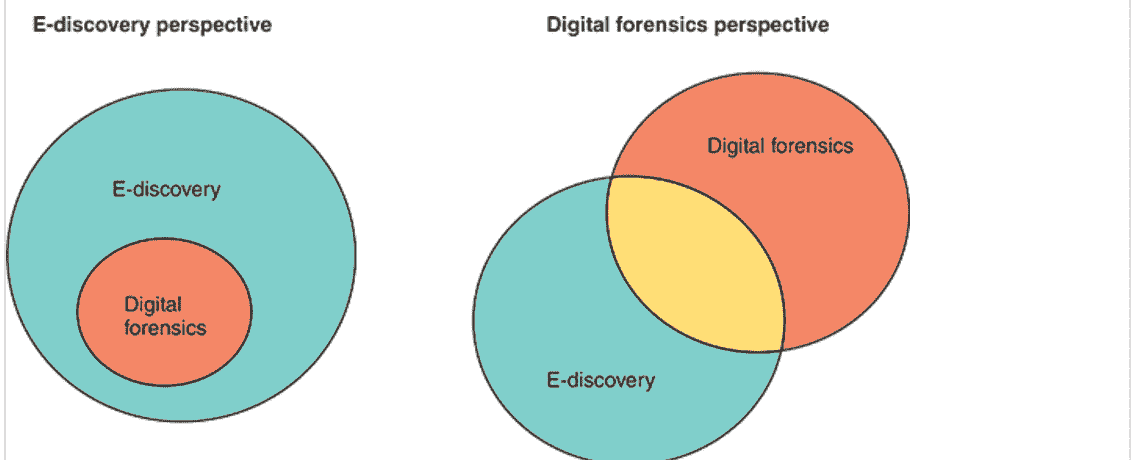 E-discovery perspective
Digital forensics perspective
E-discovery
Digital
forensics
Digital forensics
E-discovery